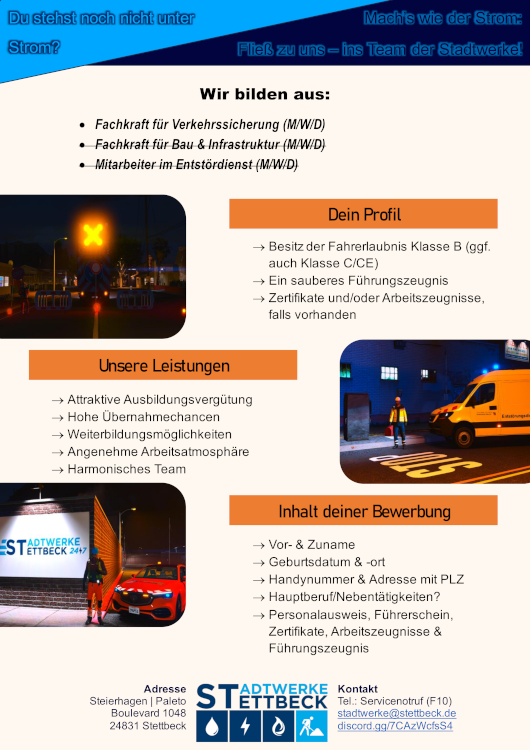 Du stehst noch nicht unter
Strom?
Mach's wie der Strom:
Fließ zu uns – ins Team der Stadtwerke!
Wir bilden aus:
• Fachkraft für Verkehrssicherung (M/W/D)
• Fachkraft für Bau & Infrastruktur (M/W/D)
• Mitarbeiter im Entstördienst (M/W/D)
Dein Profil
→ Besitz der Fahrerlaubnis Klasse B (ggf.
auch Klasse C/CE)
→ Ein sauberes Führungszeugnis
→ Zertifikate und/oder Arbeitszeugnisse,
falls vorhanden
Unsere Leistungen
→ Attraktive Ausbildungsvergütung
→ Hohe Übernahmechancen
→ Weiterbildungsmöglichkeiten
→ Angenehme Arbeitsatmosphäre
→ Harmonisches Team
STOP
STADTWERKE
STETTBECK 24+7
Inhalt deiner Bewerbung
→ Vor- & Zuname
→ Geburtsdatum & -ort
→ Handynummer & Adresse mit PLZ
→ Hauptberuf/Nebentätigkeiten?
→ Personalausweis, Führerschein,
Zertifikate, Arbeitszeugnisse &
Führungszeugnis
Adresse
Steierhagen | Paleto
Boulevard 1048
24831 Stettbeck
STADTWERKE
STETTBECK
Kontakt
Tel.: Servicenotruf (F10)
stadtwerke@stettbeck.de
discord.gg/7CAzWcfsS4